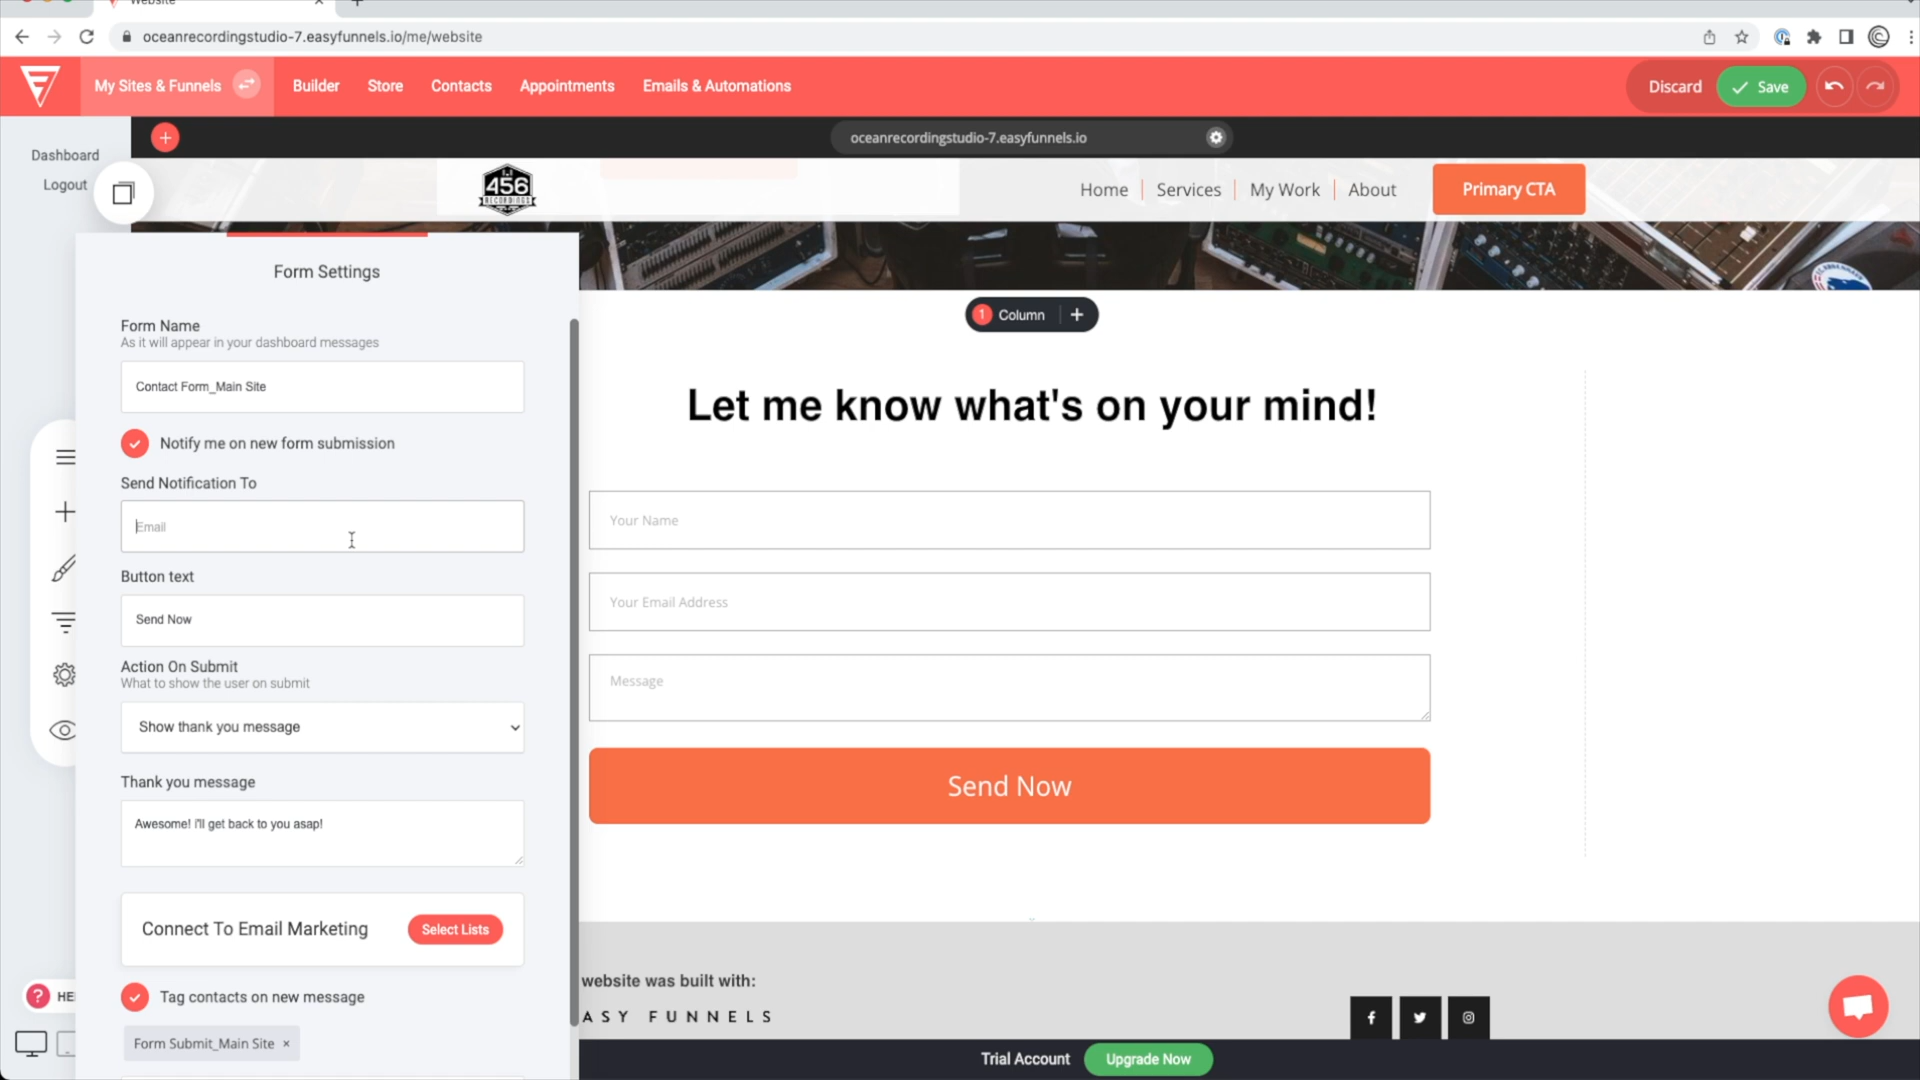 Website
oceanrecordingstudio-7.easyfunnels.io/me/website
My Sites & Funnels
Builder
Store
Contacts
Appointments
Emails & Automations
Discard
Save
oceanrecordingstudio-7.easyfunnels.io
Dashboard
Logout
456
RECORDINGS
Home
Services
My Work
About
Primary CTA
Form Settings
1 Column
Form Name
As it will appear in your dashboard messages
Contact Form_Main Site
Let me know what's on your mind!
Notify me on new form submission
Send Notification To
Email
Your Name
Button text
Send Now
Your Email Address
Action On Submit
What to show the user on submit
Show thank you message
Message
Thank you message
Awesome! i'll get back to you asap!
Send Now
Connect To Email Marketing
Select Lists
Tag contacts on new message
Form Submit_Main Site ×
? HE
website was built with:
ASY FUNNELS
Trial Account
Upgrade Now